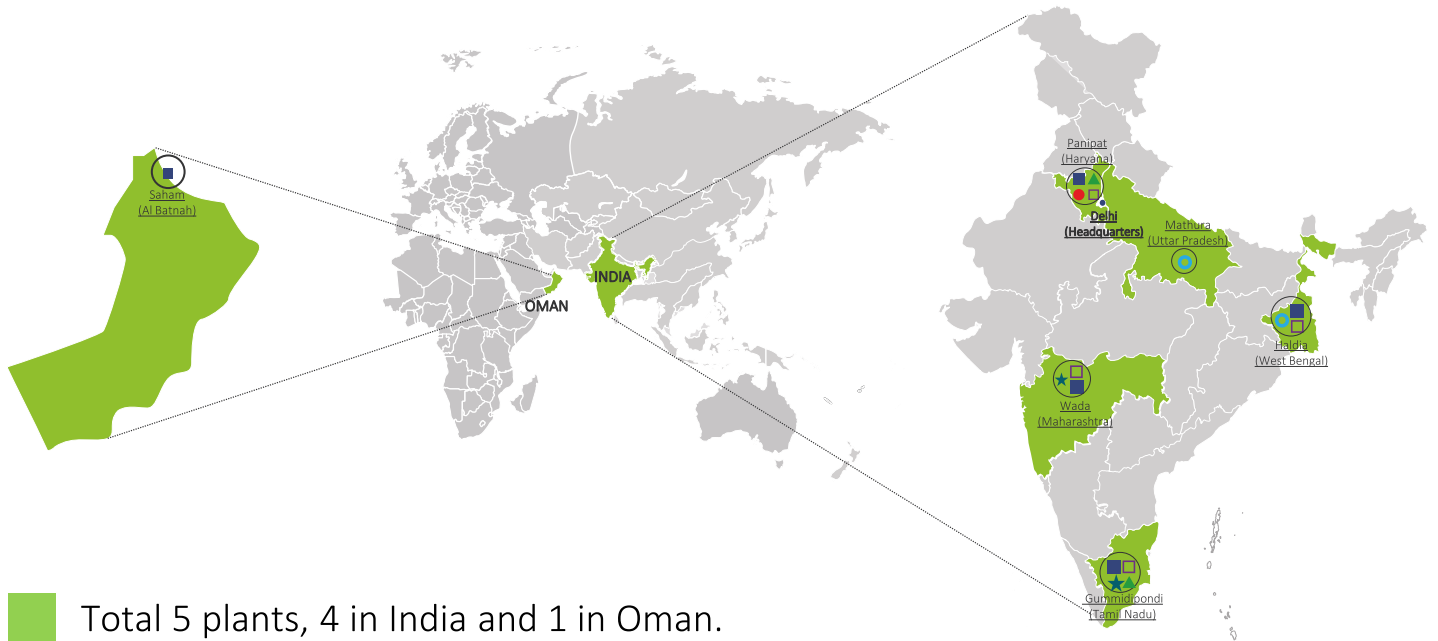 Saham
(Al Batnah)
OMAN
INDIA
Panipat
(Haryana)
Delhi
(Headquarters)
Mathura
(Uttar Pradesh)
Haldia
(West Bengal)
Wada
(Maharashtra)
Gummidipondi
(Tamil Nadu)
Total 5 plants, 4 in India and 1 in Oman.